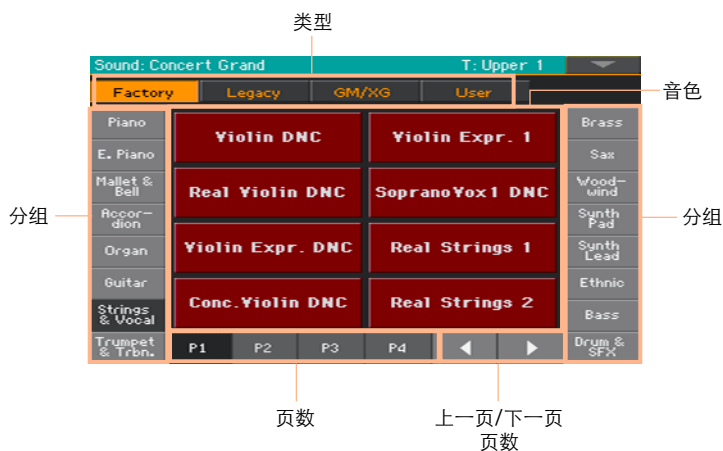 类型
Sound: Concert Grand T: Upper 1
Factory Legacy GM/XG User
音色
分组
Piano
E. Piano
Mallet &
Bell
Accor-
dion
Organ
Guitar
Strings
& Vocal
Trumpet
& Trbn.
Violin DNC Violin Expr. 1
Real Violin DNC SopranoVox1 DNC
Violin Expr. DNC Real Strings 1
Conc.Violin DNC Real Strings 2
P1 P2 P3 P4
Brass
Sax
Wood-
wind
Synth
Pad
Synth
Lead
Ethnic
Bass
Drum &
SFX
分组
页数
上一页/下一页
页数